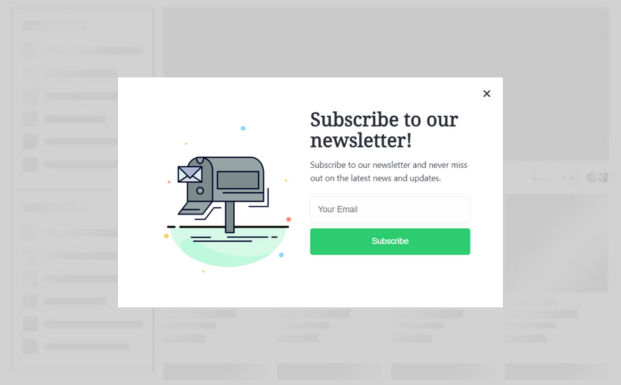 Subscribe to our
newsletter!
Subscribe to our newsletter and never miss
out on the latest news and updates.
Your Email
Subscribe